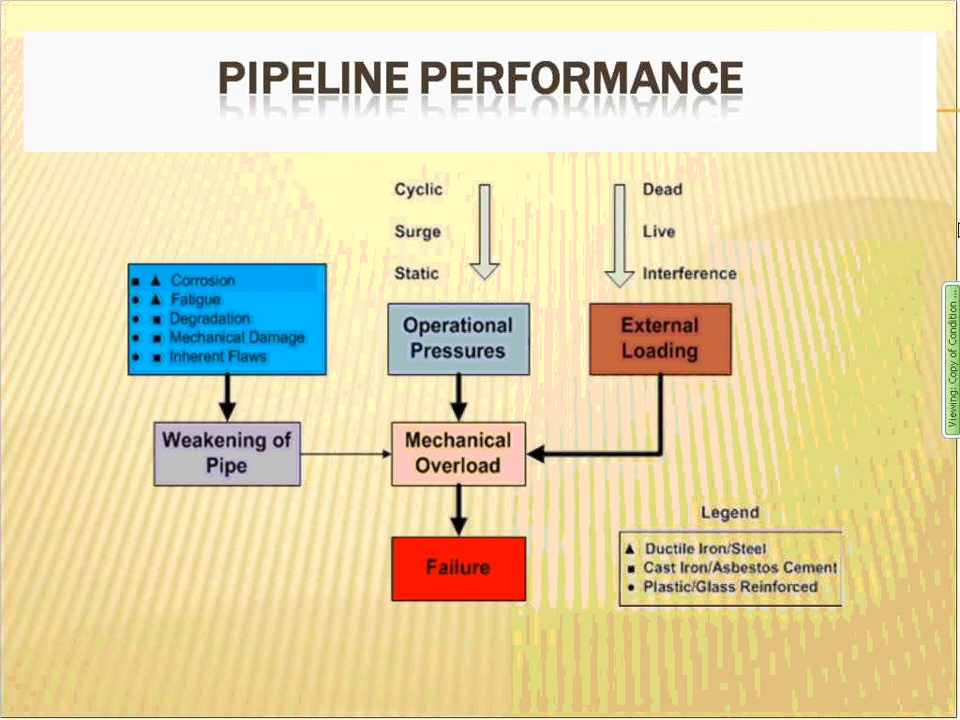 PIPELINE PERFORMANCE
Cyclic
Surge
Static
Dead
Live
Interference
■ ▲ Corrosion
● ▲ Fatigue
● ■ Degradation
● ■ Mechanical Damage
● ■ Inherent Flaws
Operational
Pressures
External
Loading
Weakening of
Pipe
Mechanical
Overload
Failure
Legend
▲ Ductile Iron/Steel
■ Cast Iron/Asbestos Cement
● Plastic/Glass Reinforced
Viewing: Copy of Condition ...